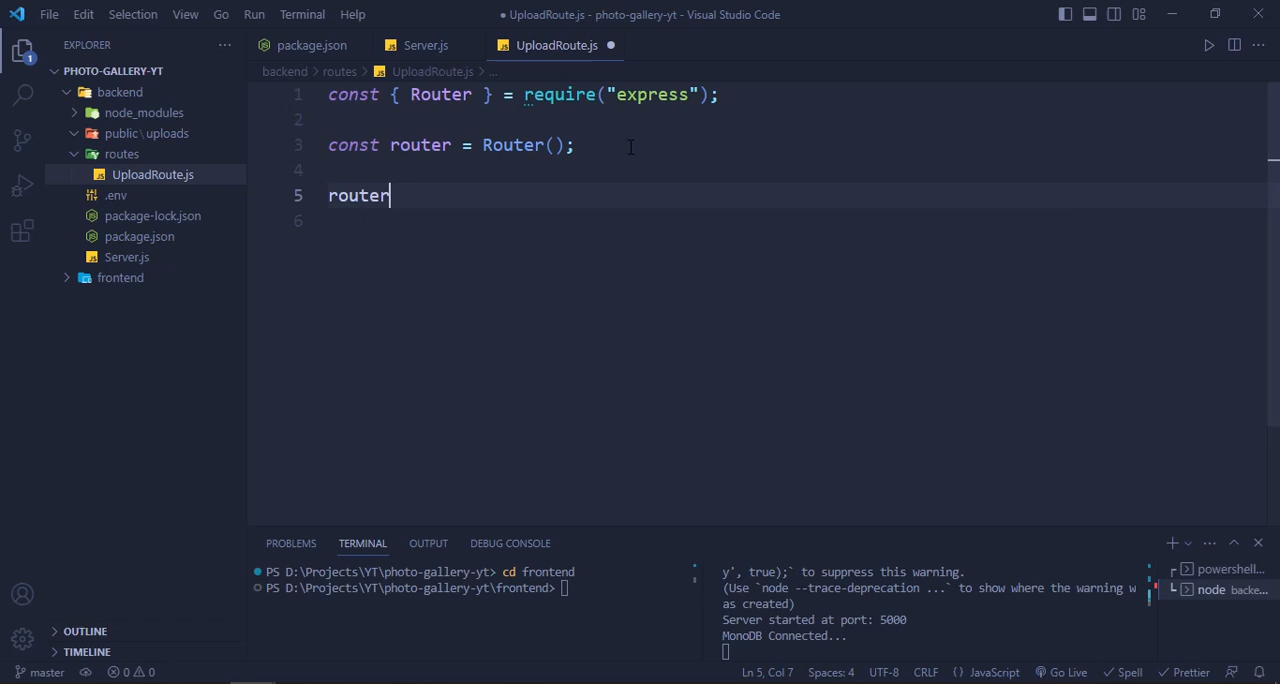 File Edit Selection View Go Run Terminal Help
● UploadRoute.js - photo-gallery-yt - Visual Studio Code
EXPLORER
PHOTO-GALLERY-YT
backend
node_modules
public \ uploads
routes
UploadRoute.js
.env
package-lock.json
package.json
Server.js
frontend
OUTLINE
TIMELINE
1
package.json Server.js UploadRoute.js
backend > routes > UploadRoute.js > ...
1 const { Router } = require("express");
2
3 const router = Router();
4
5 router
6
PROBLEMS TERMINAL OUTPUT DEBUG CONSOLE
PS D:\Projects\YT\photo-gallery-yt> cd frontend
PS D:\Projects\YT\photo-gallery-yt\frontend>
y', true);` to suppress this warning.
(Use `node --trace-deprecation ...` to show where the warning w
as created)
Server started at port: 5000
MonoDB Connected...
powershell...
node backe...
master 0 0 Ln 5, Col 7 Spaces: 4 UTF-8 CRLF {} JavaScript Go Live Spell Prettier